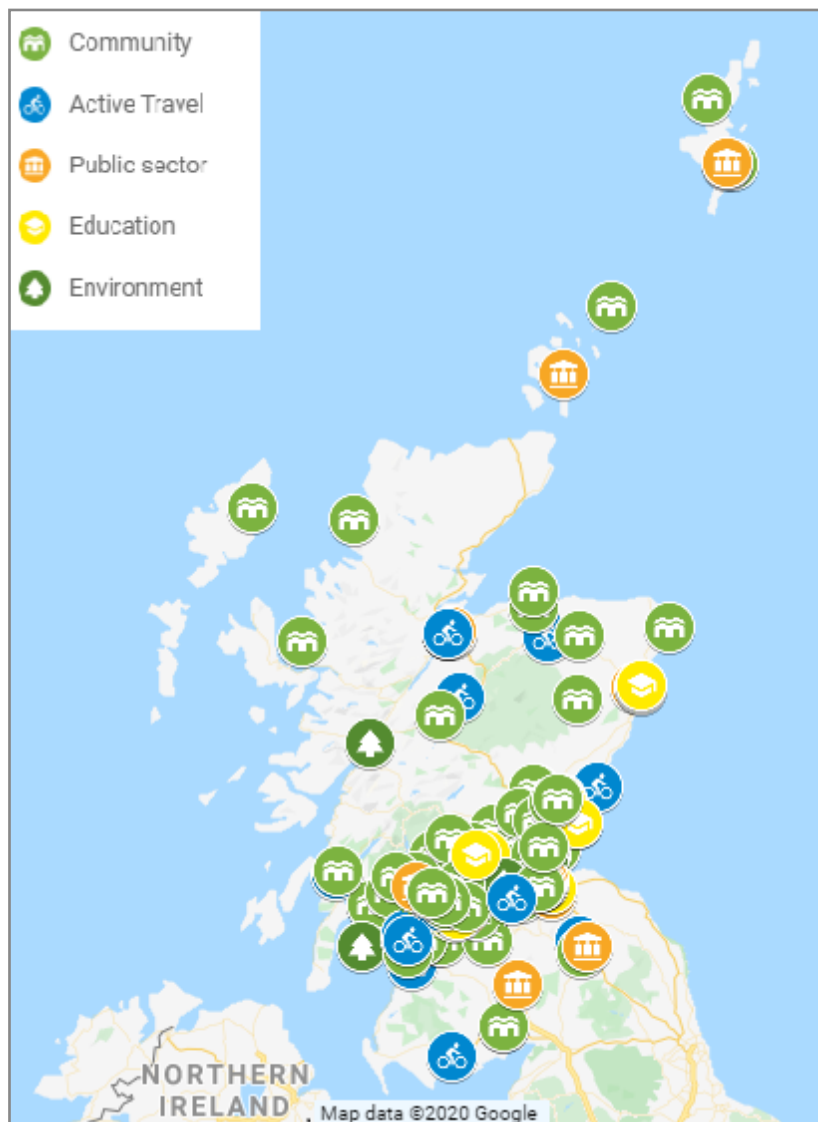 Community
Active Travel
Public sector
Education
Environment
NORTHERN
IRELAND
Map data ©2020 Google